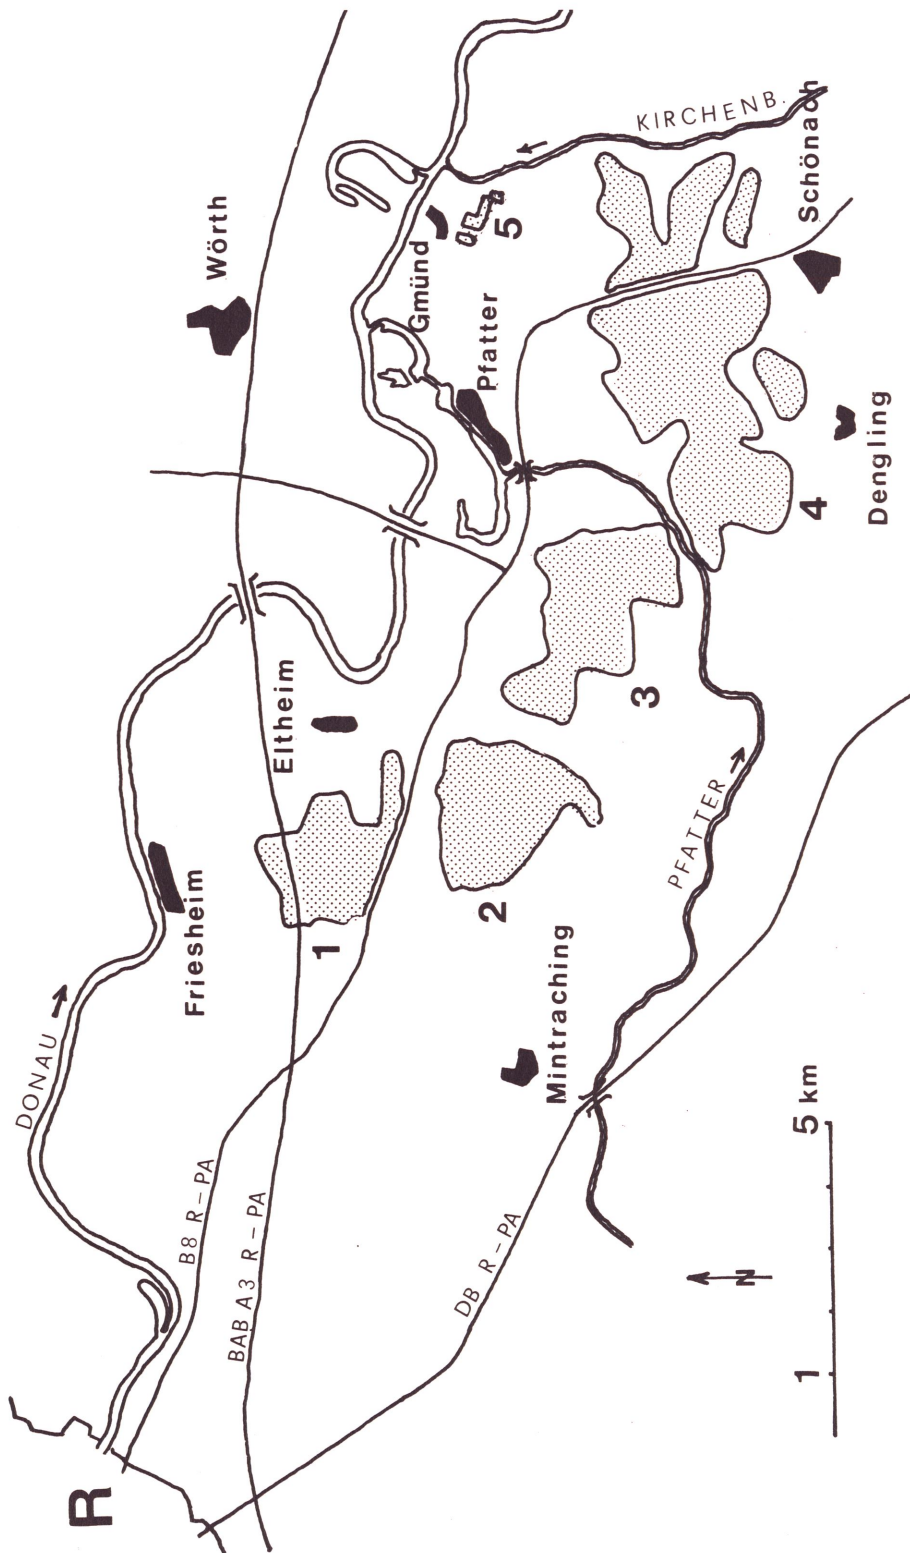 R
DONAU
B8 R–PA
BAB A3 R–PA
DB R–PA
Friesheim
Eltheim
Wörth
Gmünd
Pfatter
Mintraching
PFATTER
KIRCHENB.
Schönach
Dengling
1
2
3
4
5
N
1
5 km